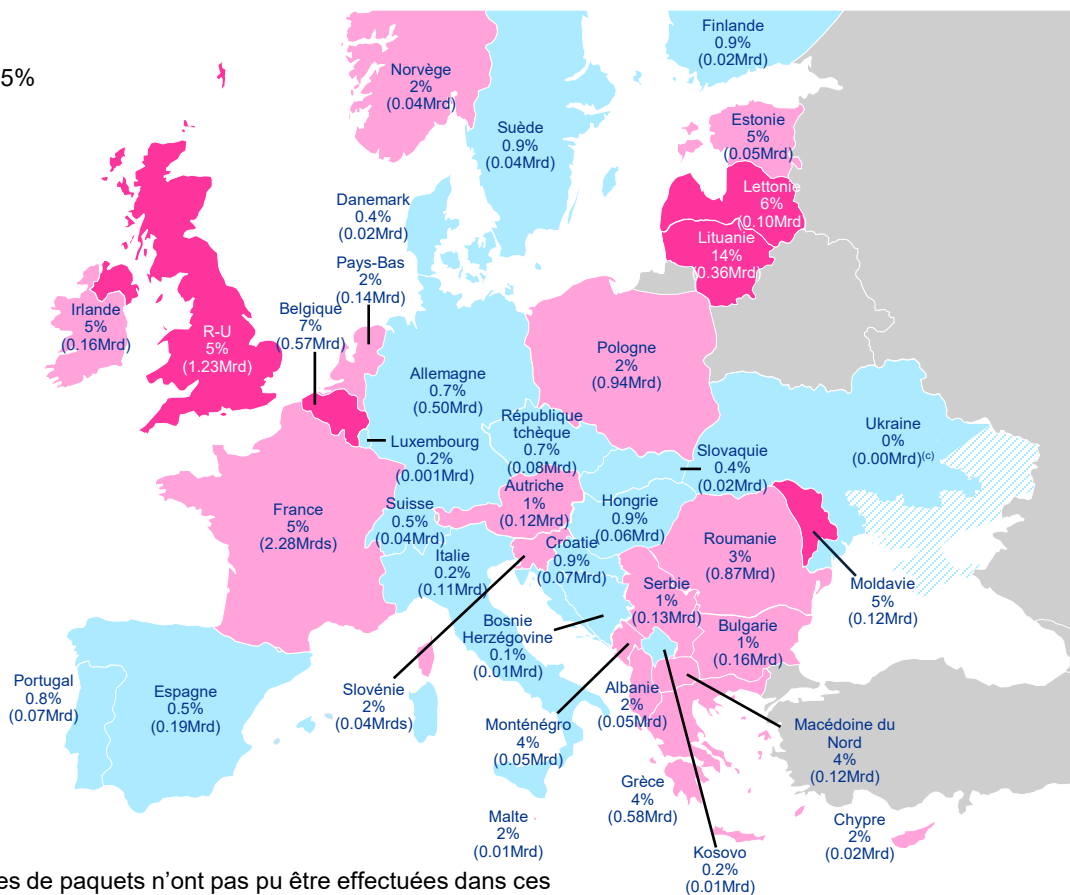 Finlande
0.9%
(0.02Mrd)
5%
Norvège
2%
(0.04Mrd)
Suède
0.9%
(0.04Mrd)
Estonie
5%
(0.05Mrd)
Lettonie
6%
(0.10Mrd
Lituanie
14%
(0.36Mrd)
Danemark
0.4%
(0.02Mrd)
Pays-Bas
2%
(0.14Mrd)
Belgique
7%
(0.57Mrd)
Irlande
5%
(0.16Mrd)
R-U
5%
(1.23Mrd)
Allemagne
0.7%
(0.50Mrd)
Pologne
2%
(0.94Mrd)
République
tchèque
0.7%
(0.08Mrd)
Ukraine
0%
(0.00Mrd)(c)
Luxembourg
0.2%
(0.001Mrd)
Slovaquie
0.4%
(0.02Mrd)
Autriche
1%
(0.12Mrd)
Hongrie
0.9%
(0.06Mrd)
France
5%
(2.28Mrds)
Suisse
0.5%
(0.04Mrd)
Croatie
0.9%
(0.07Mrd)
Roumanie
3%
(0.87Mrd)
Italie
0.2%
(0.11Mrd)
Serbie
1%
(0.13Mrd)
Moldavie
5%
(0.12Mrd)
Bosnie
Herzégovine
0.1%
(0.01Mrd)
Bulgarie
1%
(0.16Mrd)
Portugal
0.8%
(0.07Mrd)
Espagne
0.5%
(0.19Mrd)
Slovénie
2%
(0.04Mrds)
Albanie
2%
(0.05Mrd)
Monténégro
4%
(0.05Mrd)
Macédoine du
Nord
4%
(0.12Mrd)
Grèce
4%
(0.58Mrd)
Malte
2%
(0.01Mrd)
Chypre
2%
(0.02Mrd)
Kosovo
0.2%
(0.01Mrd)
es de paquets n’ont pas pu être effectuées dans ces